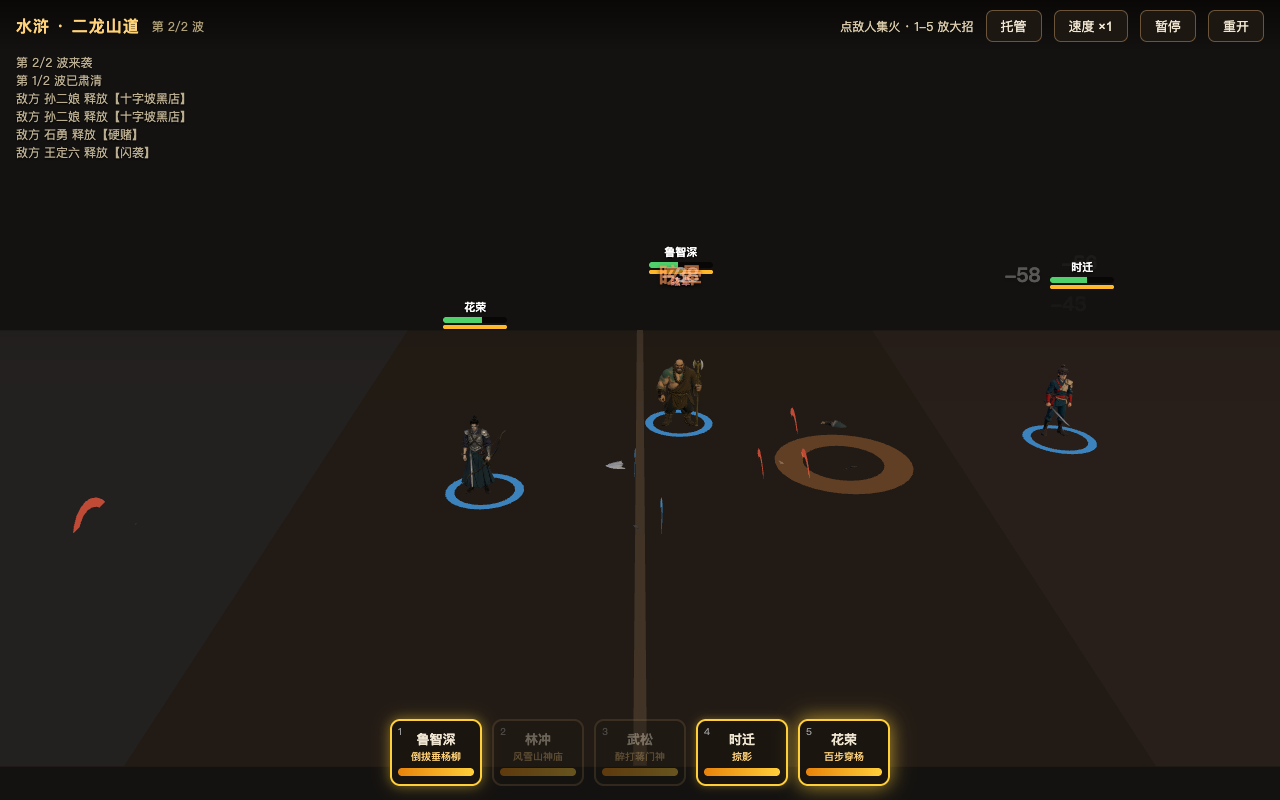 水浒 · 二龙山道 第 2/2 波
点敌人集火 · 1–5 放大招 托管 速度 ×1 暂停 重开
第 2/2 波来袭
第 1/2 波已肃清
敌方 孙二娘 释放【十字坡黑店】
敌方 孙二娘 释放【十字坡黑店】
敌方 石勇 释放【硬赌】
敌方 王定六 释放【闪袭】
鲁智深
时迁
−58
−43
花荣
1 鲁智深
倒拔垂杨柳
2 林冲
风雪山神庙
3 武松
醉打蒋门神
4 时迁
掠影
5 花荣
百步穿杨